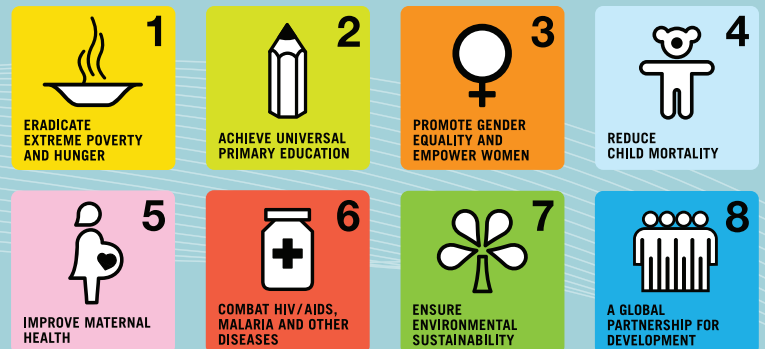 1
ERADICATE
EXTREME POVERTY
AND HUNGER
2
ACHIEVE UNIVERSAL
PRIMARY EDUCATION
3
PROMOTE GENDER
EQUALITY AND
EMPOWER WOMEN
4
REDUCE
CHILD MORTALITY
5
IMPROVE MATERNAL
HEALTH
6
COMBAT HIV/AIDS,
MALARIA AND OTHER
DISEASES
7
ENSURE
ENVIRONMENTAL
SUSTAINABILITY
8
A GLOBAL
PARTNERSHIP FOR
DEVELOPMENT